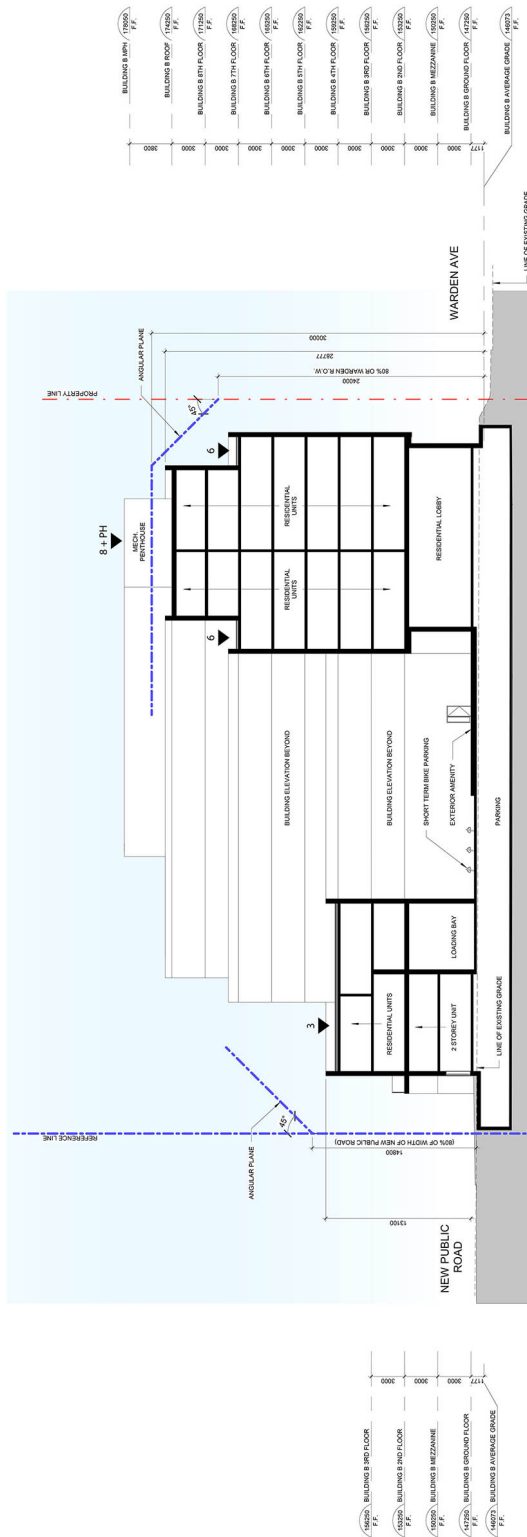 BUILDING B MPH 178050 F.F.
BUILDING B ROOF 174250 F.F.
BUILDING B 8TH FLOOR 171250 F.F.
BUILDING B 7TH FLOOR 168250 F.F.
BUILDING B 6TH FLOOR 165250 F.F.
BUILDING B 5TH FLOOR 162250 F.F.
BUILDING B 4TH FLOOR 159250 F.F.
BUILDING B 3RD FLOOR 156250 F.F.
BUILDING B 2ND FLOOR 153250 F.F.
BUILDING B MEZZANINE 150250 F.F.
BUILDING B GROUND FLOOR 147250 F.F.
BUILDING B AVERAGE GRADE 146073 F.F.
3800
3000
3000
3000
3000
3000
3000
3000
3000
3000
3000
1177
WARDEN AVE
LINE OF EXISTING GRADE
30000
28777
80% OR WARDEN R.O.W.
24000
ANGULAR PLANE
PROPERTY LINE
45°
6
8 + PH
MECH.
PENTHOUSE
RESIDENTIAL
UNITS
RESIDENTIAL
UNITS
RESIDENTIAL LOBBY
6
BUILDING ELEVATION BEYOND
BUILDING ELEVATION BEYOND
SHORT TERM BIKE PARKING
EXTERIOR AMENITY
PARKING
3
LOADING BAY
RESIDENTIAL UNITS
2 STOREY UNIT
LINE OF EXISTING GRADE
45°
ANGULAR PLANE
REFERENCE LINE
(80% OF WIDTH OF NEW PUBLIC ROAD)
14800
13100
NEW PUBLIC
ROAD
3000
3000
3000
1177
156250 F.F. BUILDING B 3RD FLOOR
153250 F.F. BUILDING B 2ND FLOOR
150250 F.F. BUILDING B MEZZANINE
147250 F.F. BUILDING B GROUND FLOOR
146073 F.F. BUILDING B AVERAGE GRADE